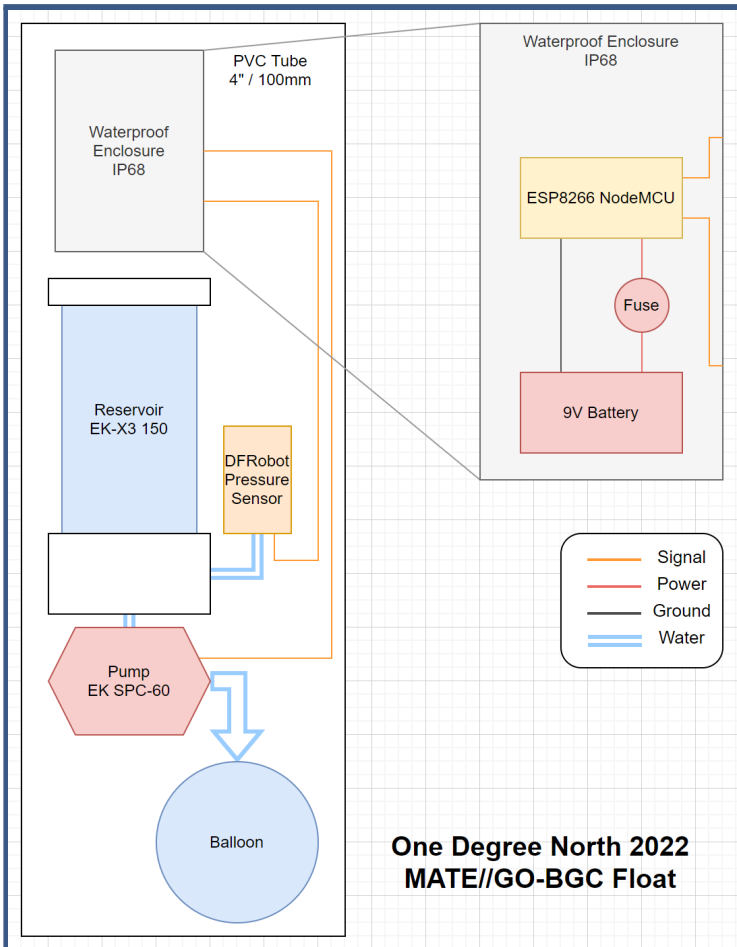 PVC Tube
4" / 100mm
Waterproof
Enclosure
IP68
Reservoir
EK-X3 150
DFRobot
Pressure
Sensor
Pump
EK SPC-60
Balloon
Waterproof Enclosure
IP68
ESP8266 NodeMCU
Fuse
9V Battery
Signal
Power
Ground
Water
One Degree North 2022
MATE//GO-BGC Float